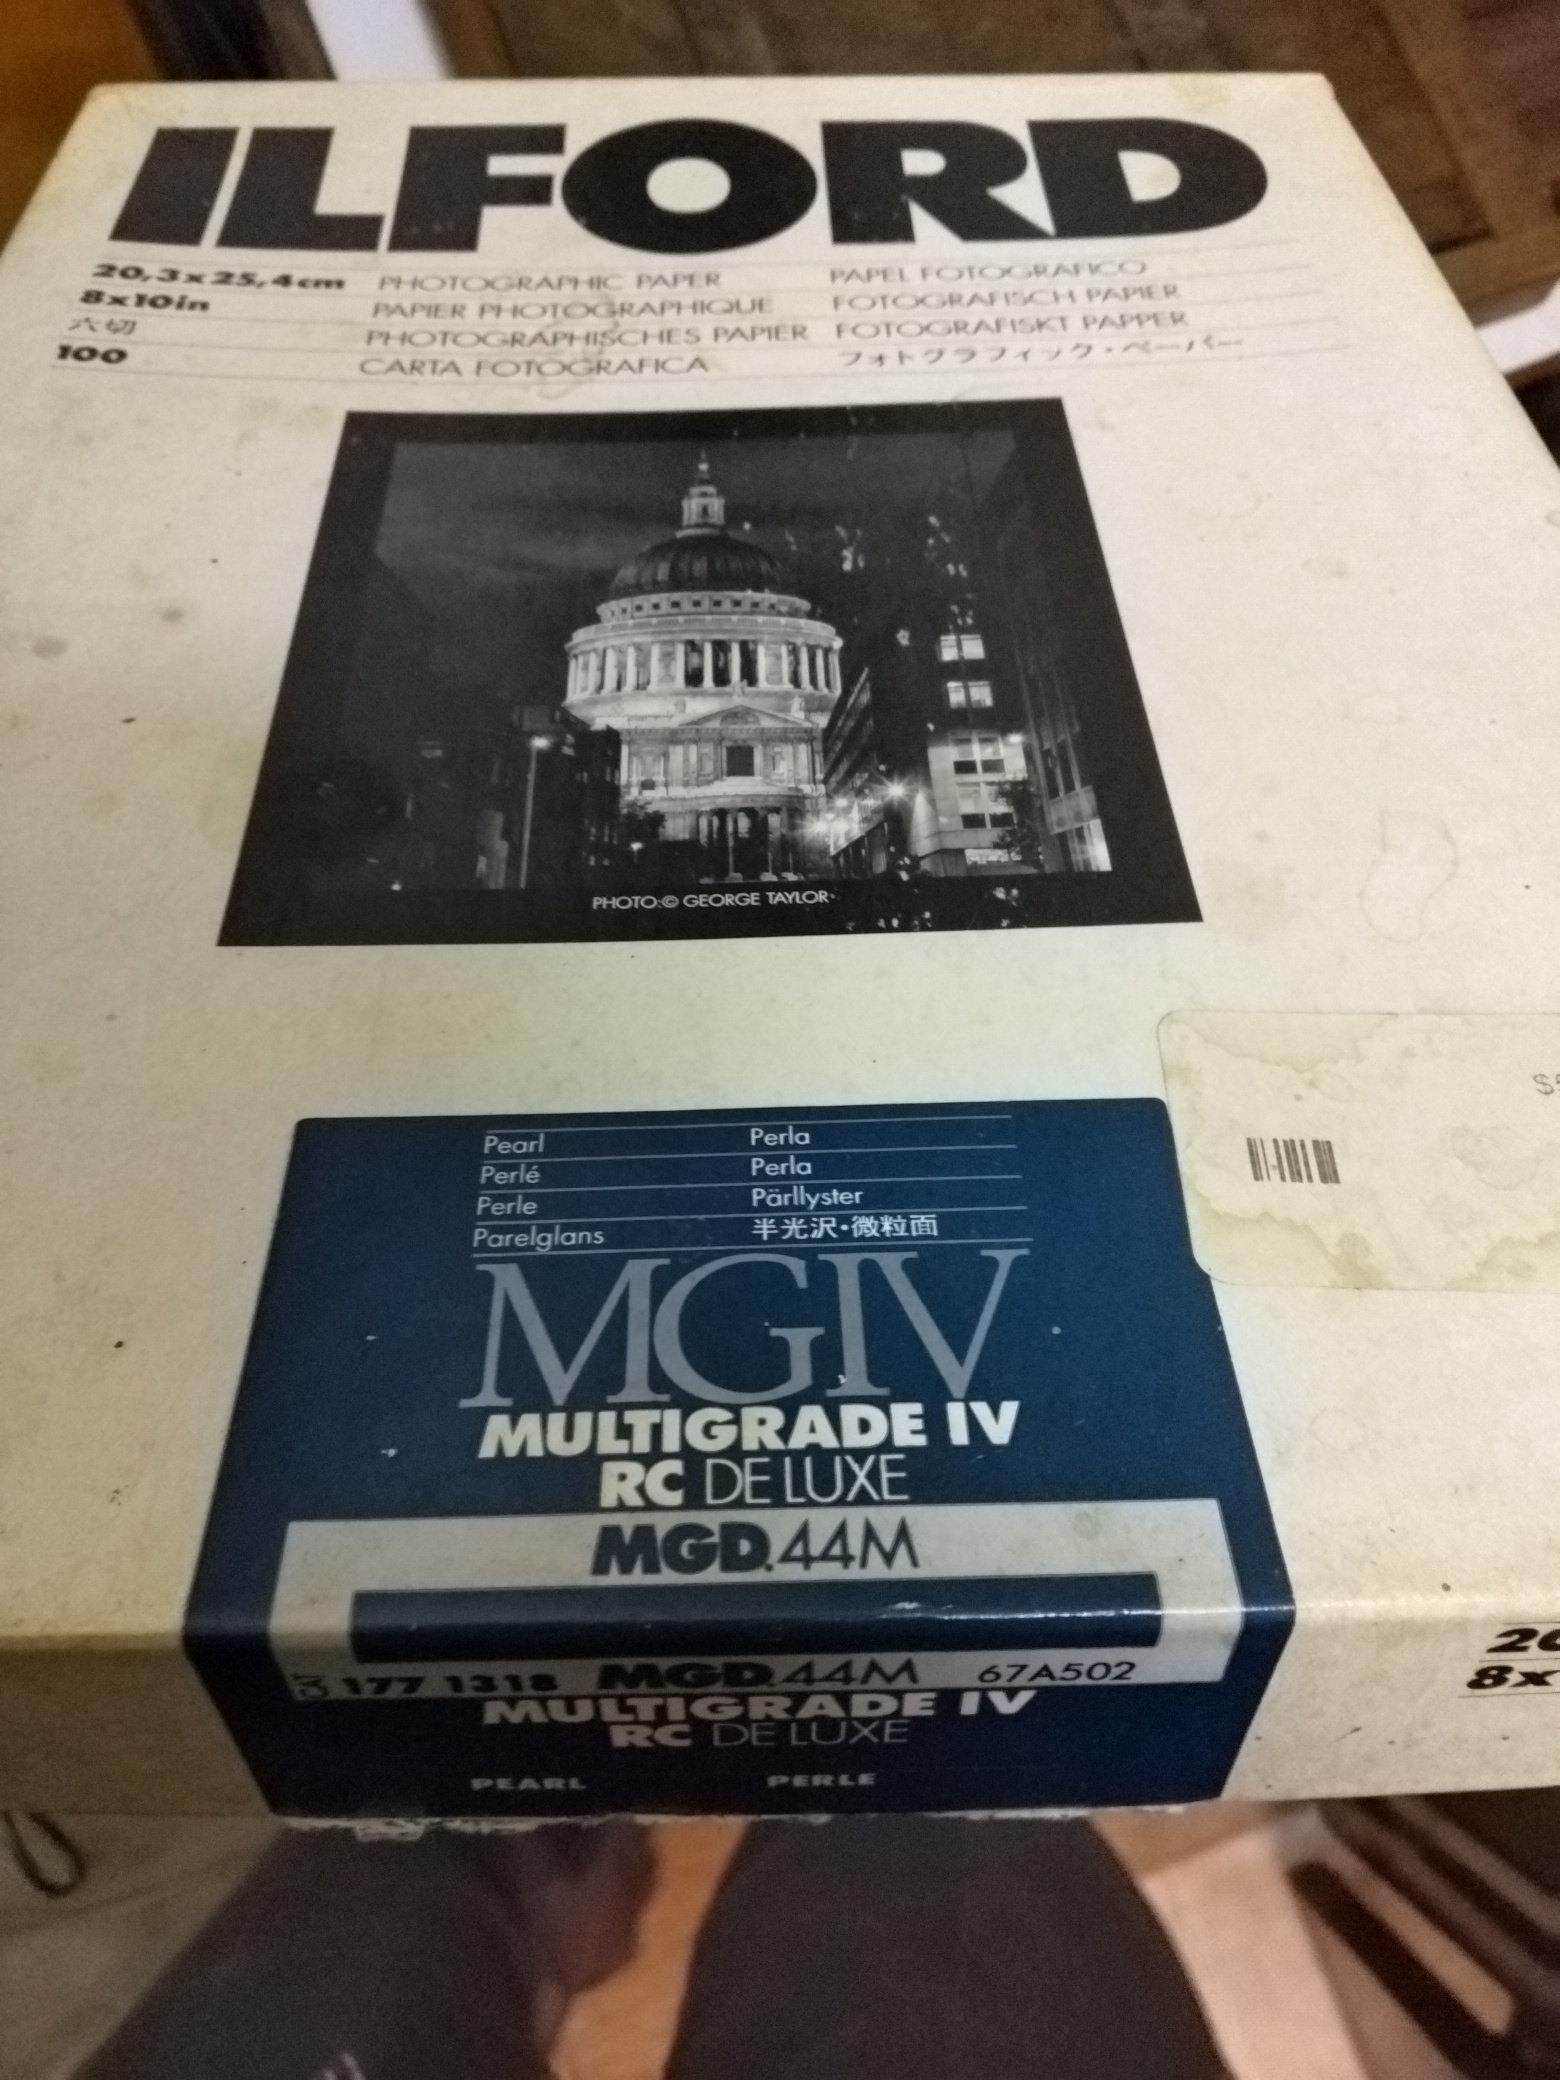 ILFORD
20,3x25,4cm PHOTOGRAPHIC PAPER PAPEL FOTOGRAFICO
8x10in PAPIER PHOTOGRAPHIQUE FOTOGRAFISCH PAPIER
六切 PHOTOGRAPHISCHES PAPIER FOTOGRAFISKT PAPPER
100 CARTA FOTOGRAFICA フォトグラフィック・ペーパー
PHOTO:© GEORGE TAYLOR
Pearl Perla
Perlé Perla
Perle Pärllyster
Parelglans 半光沢・微粒面
MGIV
MULTIGRADE IV
RC DE LUXE
MGD.44M
177 1318 MGD.44M 67A502
MULTIGRADE IV
RC DE LUXE
PEARL PERLE
8x